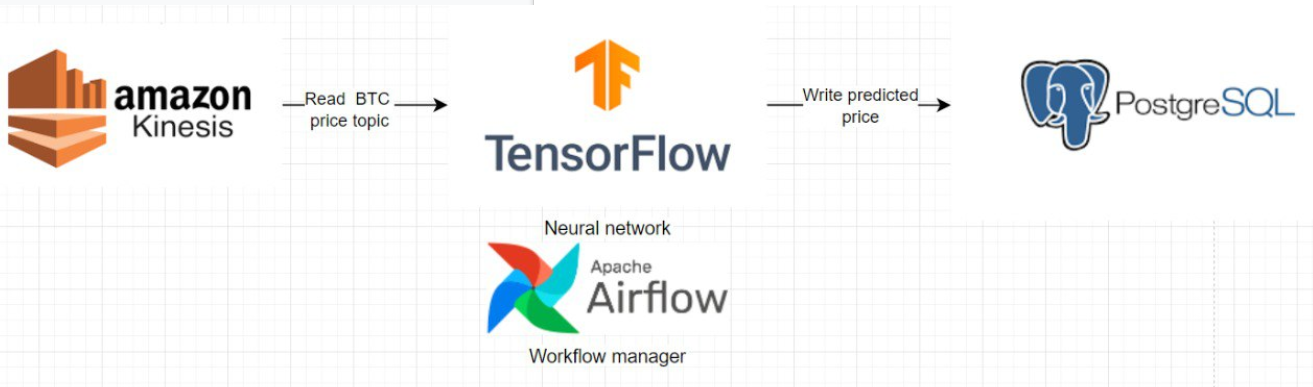 amazon
Kinesis
Read BTC
price topic
TensorFlow
Write predicted
price
PostgreSQL
Neural network
Apache
Airflow
Workflow manager